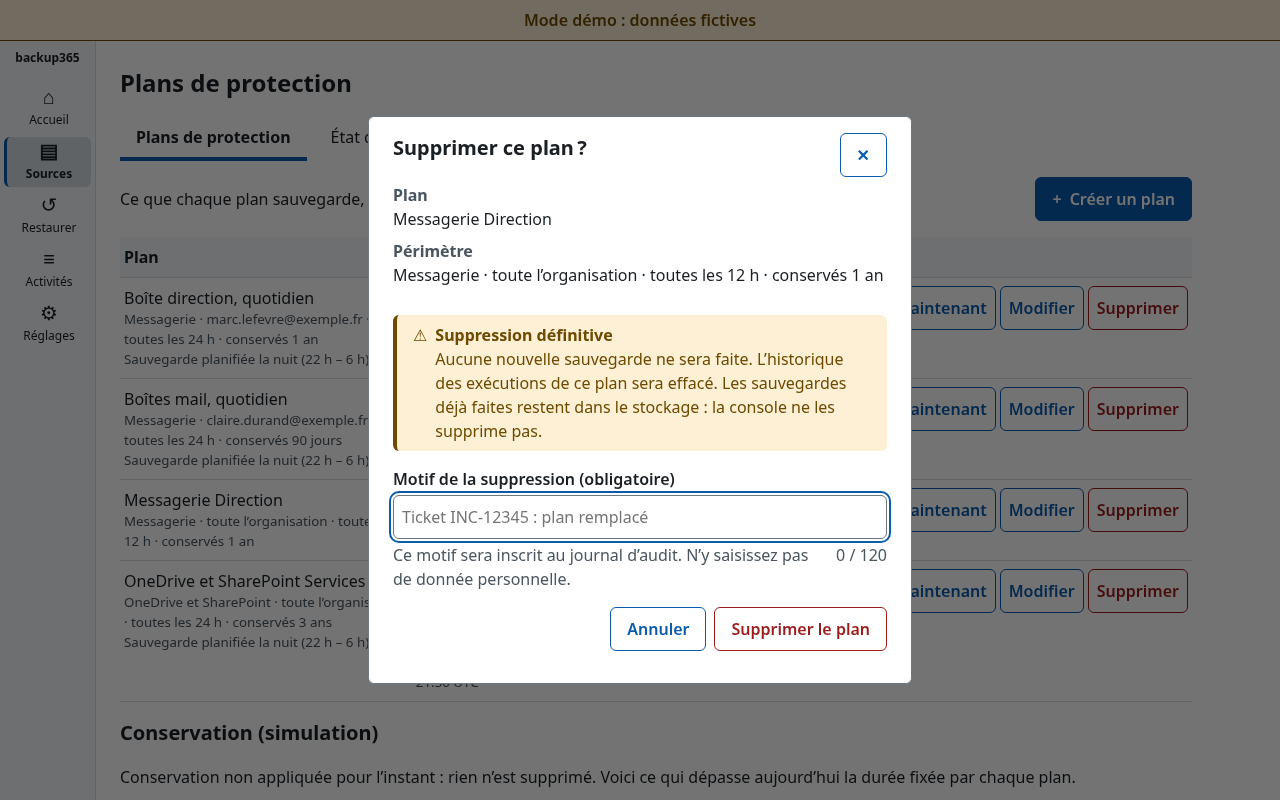 Mode démo : données fictives
backup365
Accueil
Sources
Restaurer
Activités
Réglages
Plans de protection
Plans de protection
État
Ce que chaque plan sauvegarde,
+ Créer un plan
Plan
Boîte direction, quotidien
Messagerie · marc.lefevre@exemple.fr ·
toutes les 24 h · conservés 1 an
Sauvegarde planifiée la nuit (22 h – 6 h)
Modifier
Supprimer
Boîtes mail, quotidien
Messagerie · claire.durand@exemple.fr
toutes les 24 h · conservés 90 jours
Sauvegarde planifiée la nuit (22 h – 6 h)
Modifier
Supprimer
Messagerie Direction
Messagerie · toute l’organisation · toute
12 h · conservés 1 an
Modifier
Supprimer
OneDrive et SharePoint Services
OneDrive et SharePoint · toute l’organis
· toutes les 24 h · conservés 3 ans
Sauvegarde planifiée la nuit (22 h – 6 h)
Modifier
Supprimer
Supprimer ce plan ?
×
Plan
Messagerie Direction
Périmètre
Messagerie · toute l’organisation · toutes les 12 h · conservés 1 an
⚠ Suppression définitive
Aucune nouvelle sauvegarde ne sera faite. L’historique
des exécutions de ce plan sera effacé. Les sauvegardes
déjà faites restent dans le stockage : la console ne les
supprime pas.
Motif de la suppression (obligatoire)
Ticket INC-12345 : plan remplacé
Ce motif sera inscrit au journal d’audit. N’y saisissez pas
de donnée personnelle.
0 / 120
Annuler
Supprimer le plan
Conservation (simulation)
Conservation non appliquée pour l’instant : rien n’est supprimé. Voici ce qui dépasse aujourd’hui la durée fixée par chaque plan.